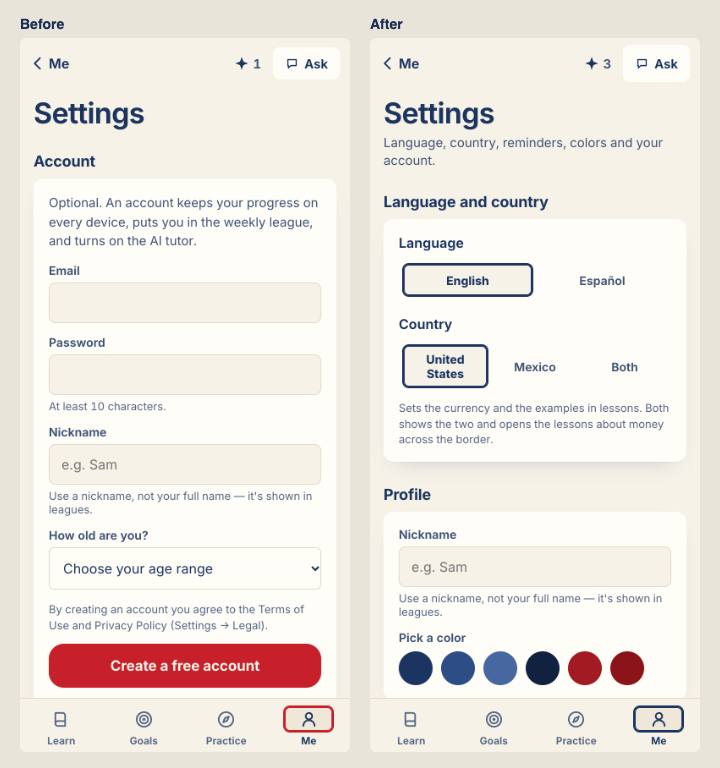 Before
Me
1
Ask
Settings
Account
Optional. An account keeps your progress on
every device, puts you in the weekly league,
and turns on the AI tutor.
Email
Password
At least 10 characters.
Nickname
e.g. Sam
Use a nickname, not your full name — it's shown in
leagues.
How old are you?
Choose your age range
By creating an account you agree to the Terms of
Use and Privacy Policy (Settings → Legal).
Create a free account
Learn
Goals
Practice
Me
After
Me
3
Ask
Settings
Language, country, reminders, colors and your
account.
Language and country
Language
English
Español
Country
United
States
Mexico
Both
Sets the currency and the examples in lessons. Both
shows the two and opens the lessons about money
across the border.
Profile
Nickname
e.g. Sam
Use a nickname, not your full name — it's shown in
leagues.
Pick a color
Learn
Goals
Practice
Me